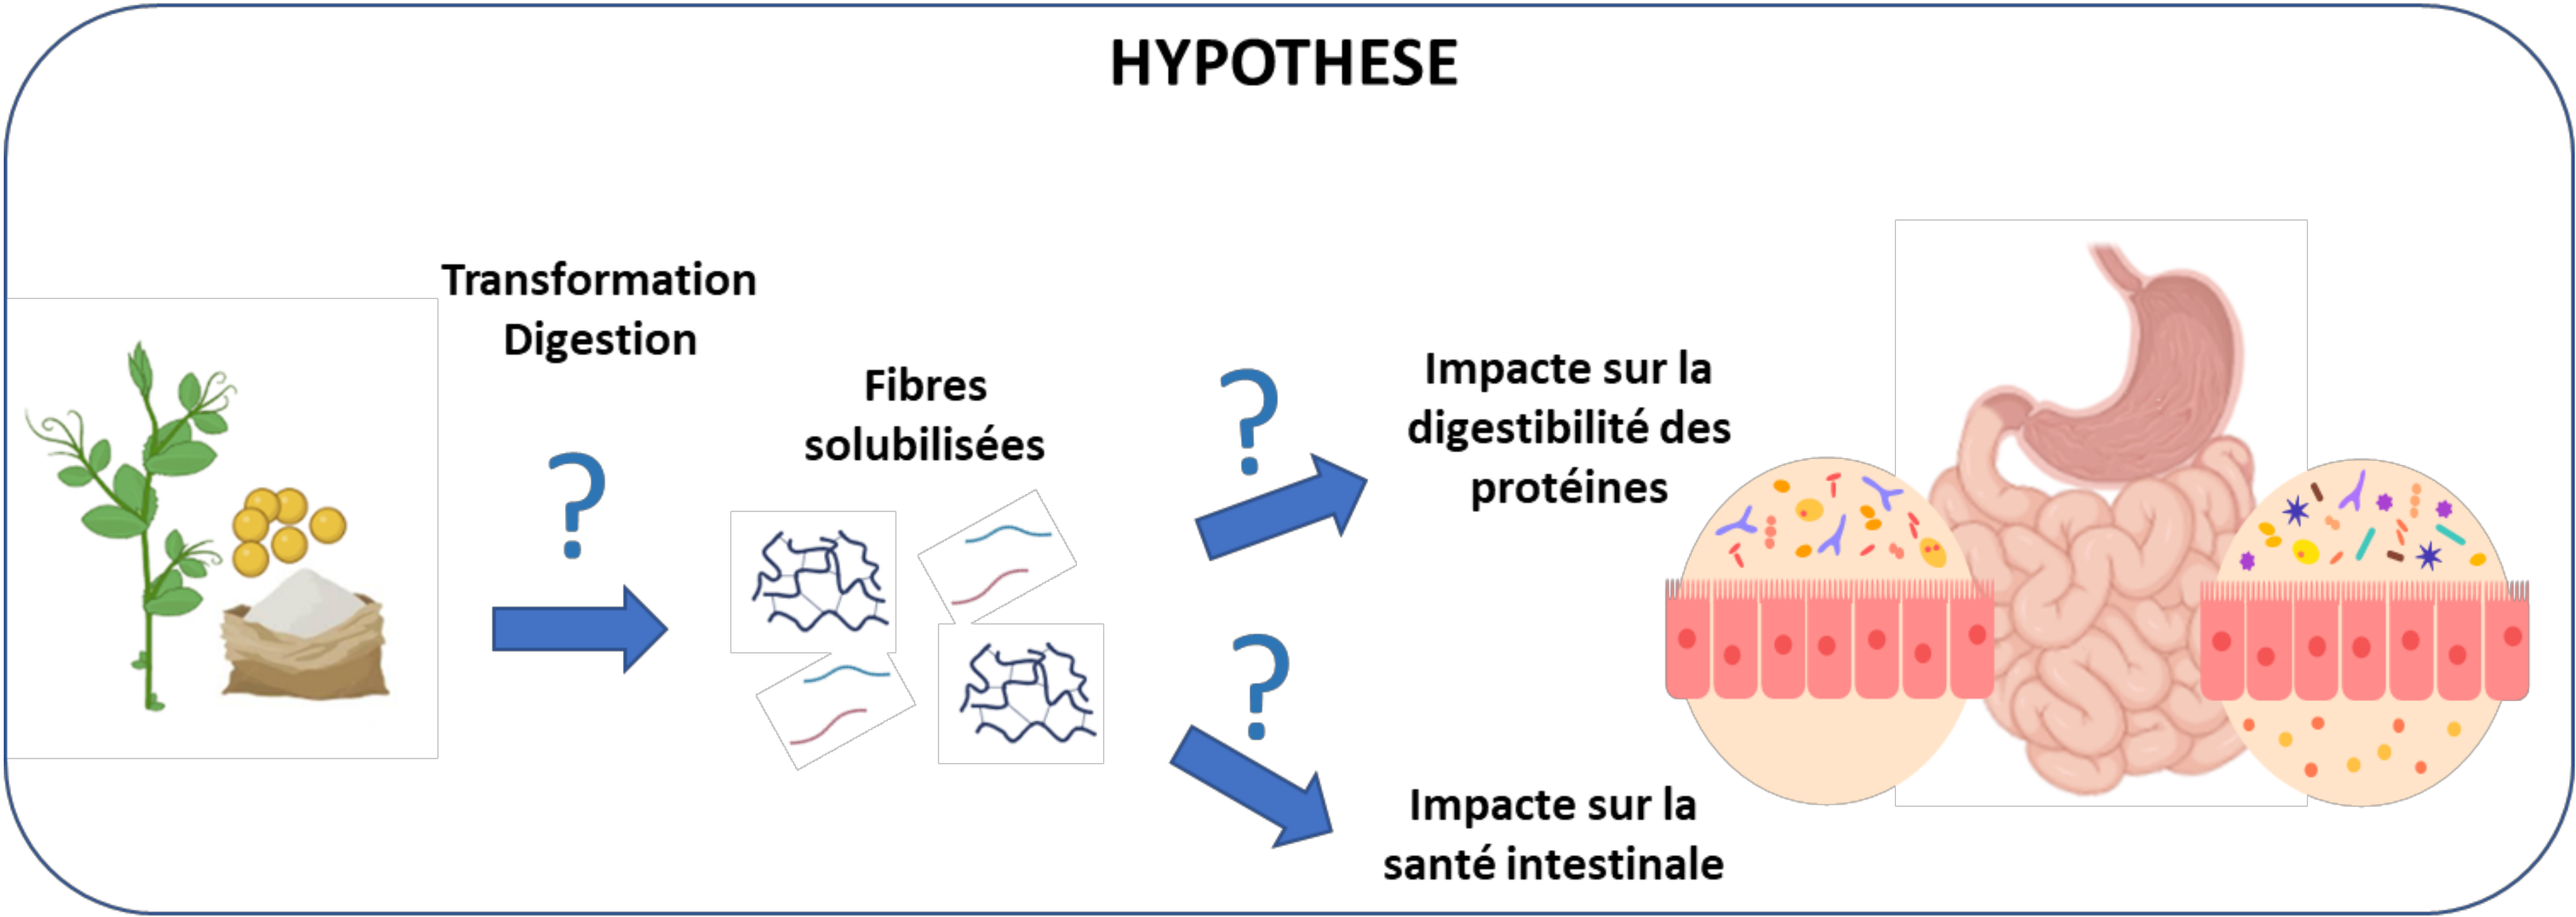 HYPOTHESE
Transformation
Digestion
?
Fibres
solubilisées
?
Impacte sur la
digestibilité des
protéines
?
Impacte sur la
santé intestinale